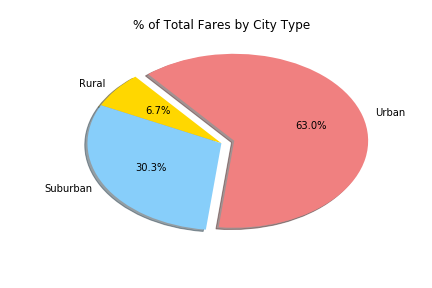 % of Total Fares by City Type
Rural
6.7%
Urban
63.0%
30.3%
Suburban